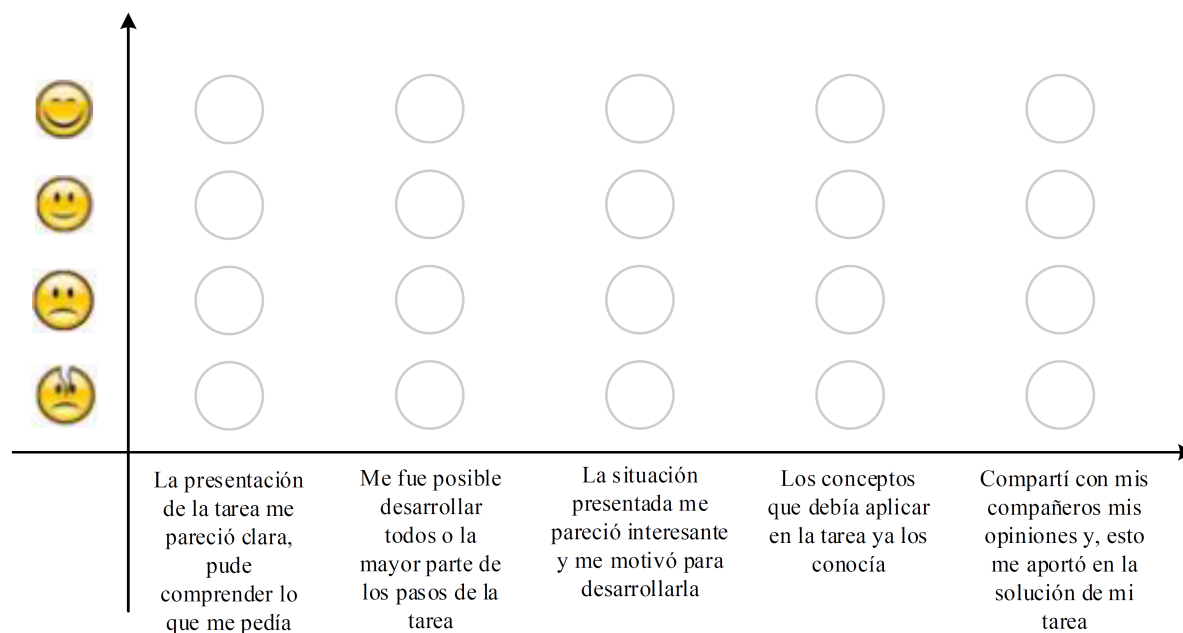 La presentación
de la tarea me
pareció clara,
pude
comprender lo
que me pedía
Me fue posible
desarrollar
todos o la
mayor parte de
los pasos de la
tarea
La situación
presentada me
pareció interesante
y me motivó para
desarrollarla
Los conceptos
que debía aplicar
en la tarea ya los
conocía
Compartí con mis
compañeros mis
opiniones y, esto
me aportó en la
solución de mi
tarea